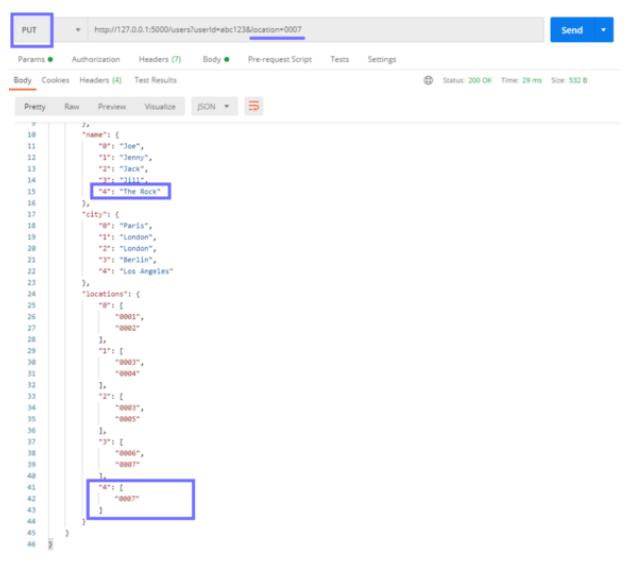 PUT http://127.0.0.1:5000/users?userId=abc123&location=0007 Send
Params Authorization Headers (7) Body Pre-request Script Tests Settings
Body Cookies Headers (4) Test Results Status: 200 OK Time: 29 ms Size: 532 B
Pretty Raw Preview Visualize JSON
9 },
10 "name": {
11 "0": "Joe",
12 "1": "Jenny",
13 "2": "Jack",
14 "3": "Jill",
15 "4": "The Rock"
16 },
17 "city": {
18 "0": "Paris",
19 "1": "London",
20 "2": "London",
21 "3": "Berlin",
22 "4": "Los Angeles"
23 },
24 "locations": {
25 "0": [
26 "0001",
27 "0002"
28 ],
29 "1": [
30 "0003",
31 "0004"
32 ],
33 "2": [
34 "0003",
35 "0005"
36 ],
37 "3": [
38 "0006",
39 "0007"
40 ],
41 "4": [
42 "0007"
43 ]
44 }
45 }
46